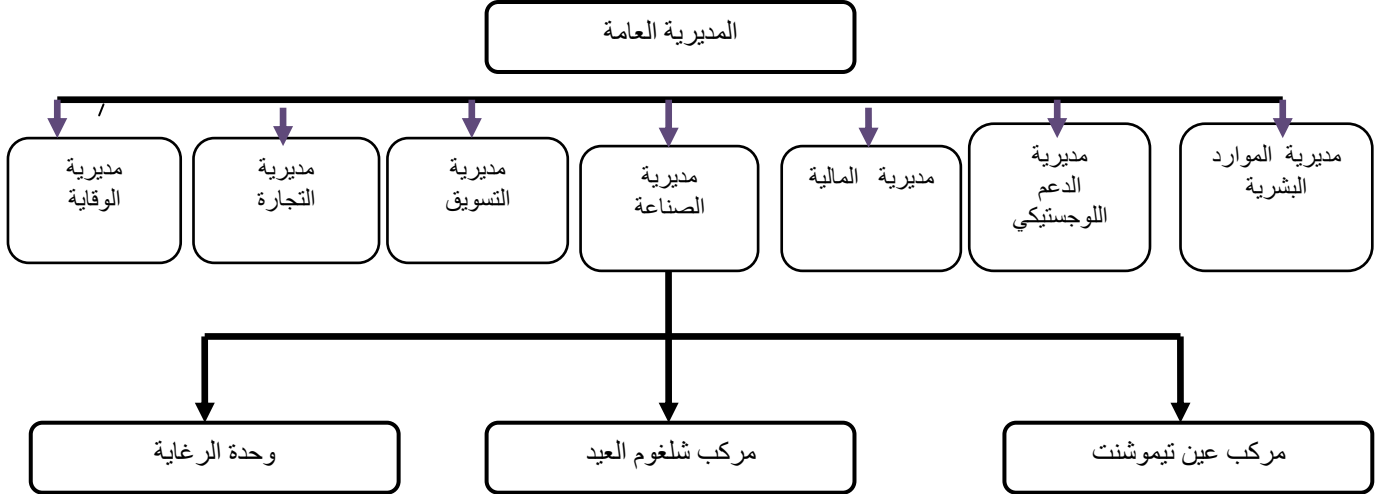 المديرية العامة
/
مديرية الموارد
البشرية
مديرية
الدعم
اللوجستيكي
مديرية المالية
مديرية
الصناعة
مديرية
التسويق
مديرية
التجارة
مديرية
الوقاية
مركب عين تيموشنت
مركب شلغوم العيد
وحدة الرغاية